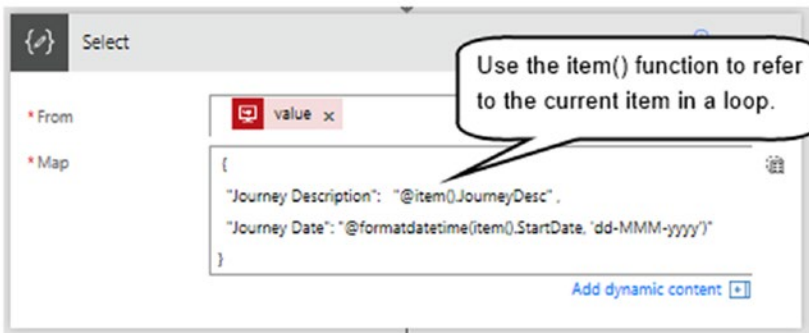 Select
Use the item() function to refer
to the current item in a loop.
* From
value x
* Map
{
"Journey Description": "@item().JourneyDesc" ,
"Journey Date": "@formatdatetime(item().StartDate, 'dd-MMM-yyyy')"
}
Add dynamic content